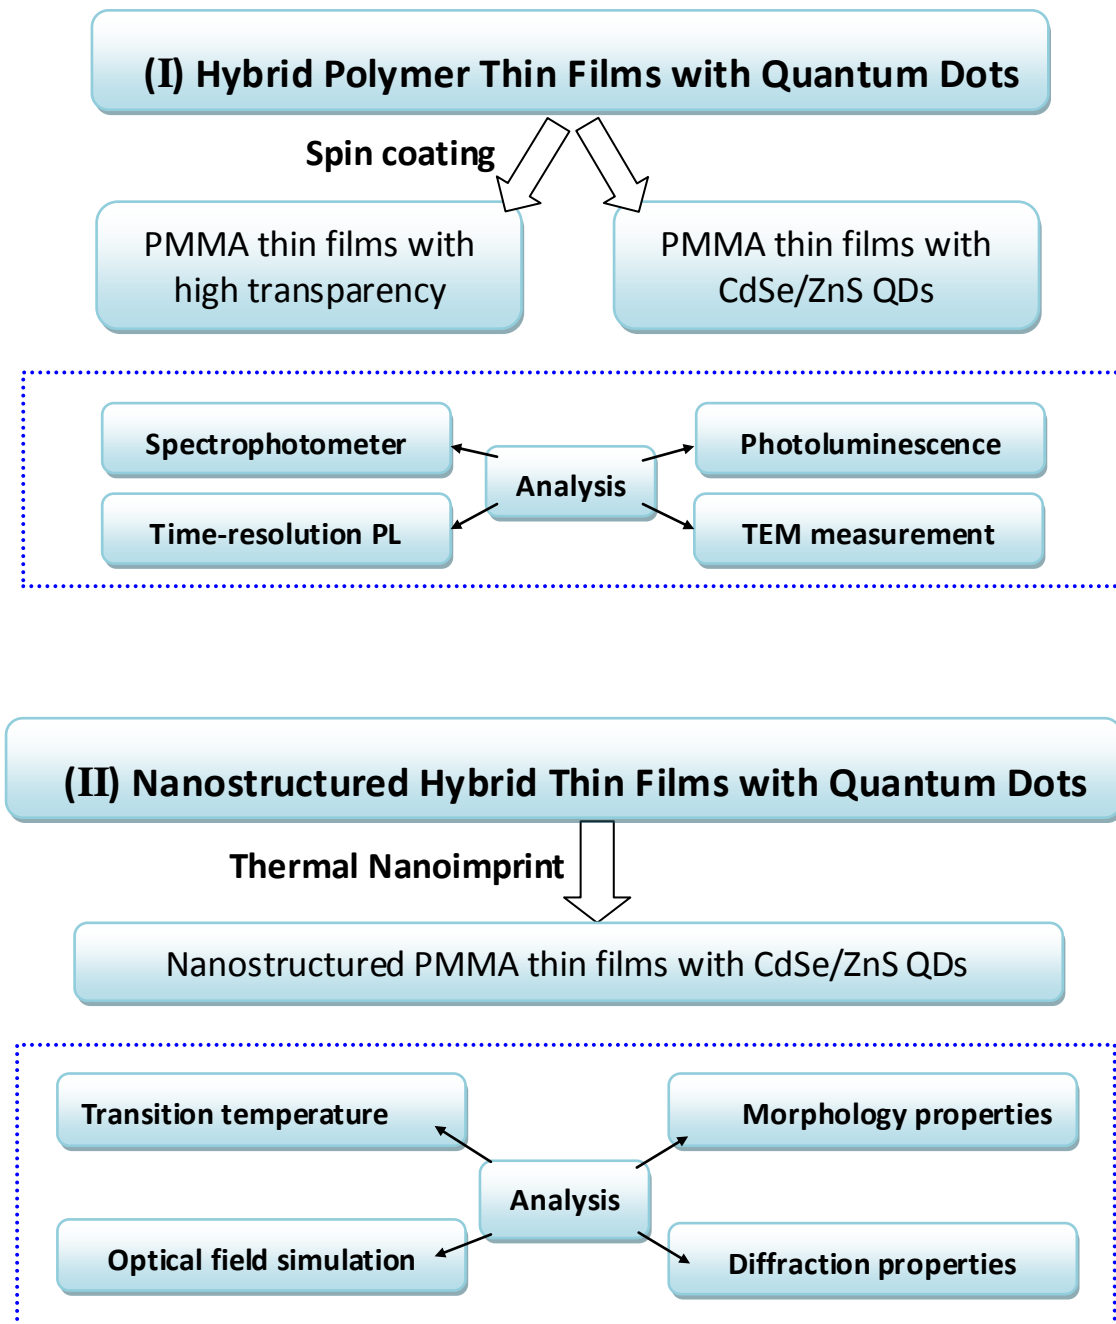 (I) Hybrid Polymer Thin Films with Quantum Dots
Spin coating
PMMA thin films with
high transparency
PMMA thin films with
CdSe/ZnS QDs
Spectrophotometer
Photoluminescence
Analysis
Time-resolution PL
TEM measurement
(II) Nanostructured Hybrid Thin Films with Quantum Dots
Thermal Nanoimprint
Nanostructured PMMA thin films with CdSe/ZnS QDs
Transition temperature
Morphology properties
Analysis
Optical field simulation
Diffraction properties